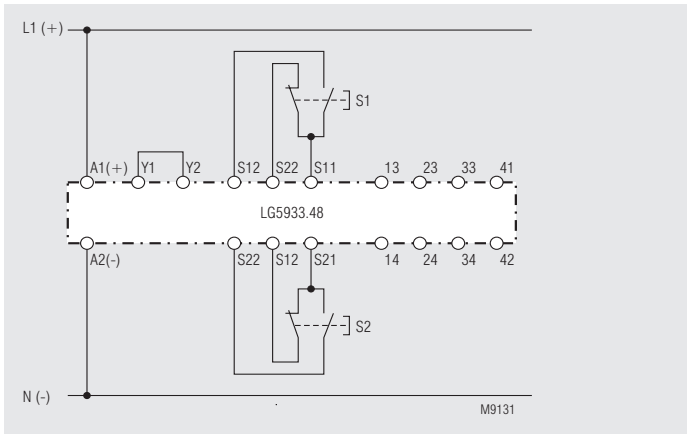 L1 (+)
S1
A1(+) Y1 Y2 S12 S22 S11 13 23 33 41
LG5933.48
A2(-) S22 S12 S21 14 24 34 42
S2
N (-)
M9131